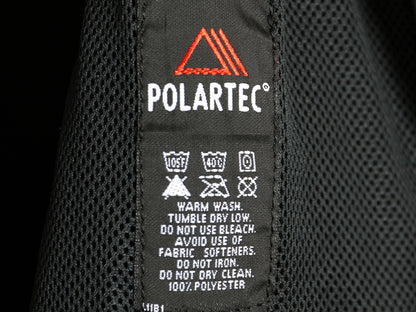 POLARTEC®
105F 40C
WARM WASH.
TUMBLE DRY LOW.
DO NOT USE BLEACH.
AVOID USE OF
FABRIC SOFTENERS.
DO NOT IRON.
DO NOT DRY CLEAN.
100% POLYESTER